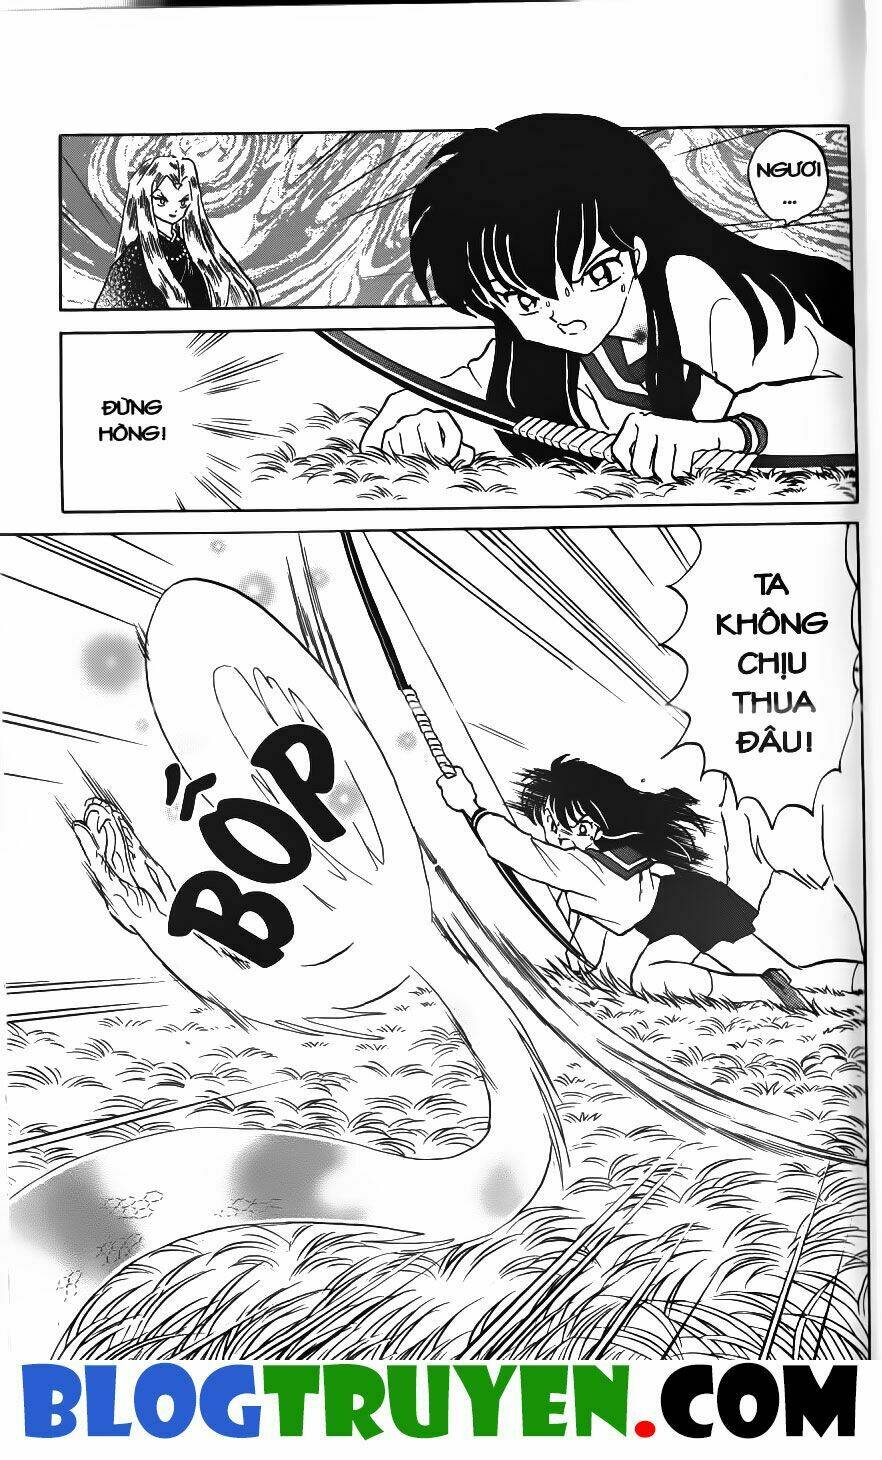 NGƯƠI
...
ĐỪNG
HÒNG!
TA
KHÔNG
CHỊU
THUA
ĐÂU!
BỐP
BLOGTRUYEN.COM